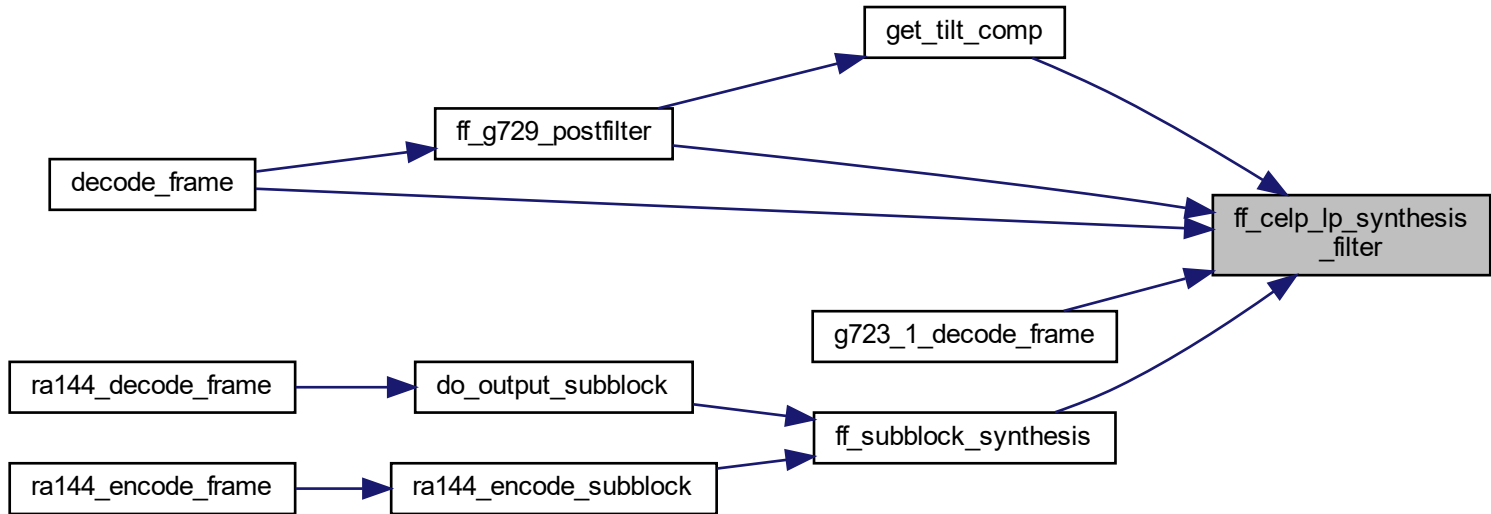 get_tilt_comp
ff_g729_postfilter
decode_frame
ff_celp_lp_synthesis
_filter
g723_1_decode_frame
ra144_decode_frame
do_output_subblock
ff_subblock_synthesis
ra144_encode_frame
ra144_encode_subblock